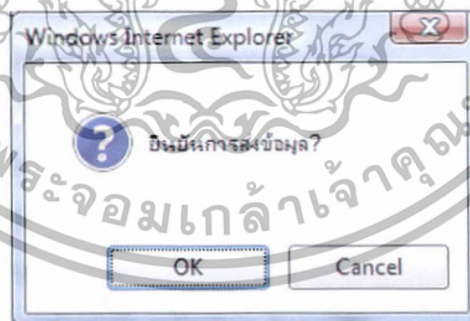 Windows Internet Explorer
ยืนยันการส่งข้อมูล?
พระจอมเกล้าเจ้าคุณ
OK
Cancel